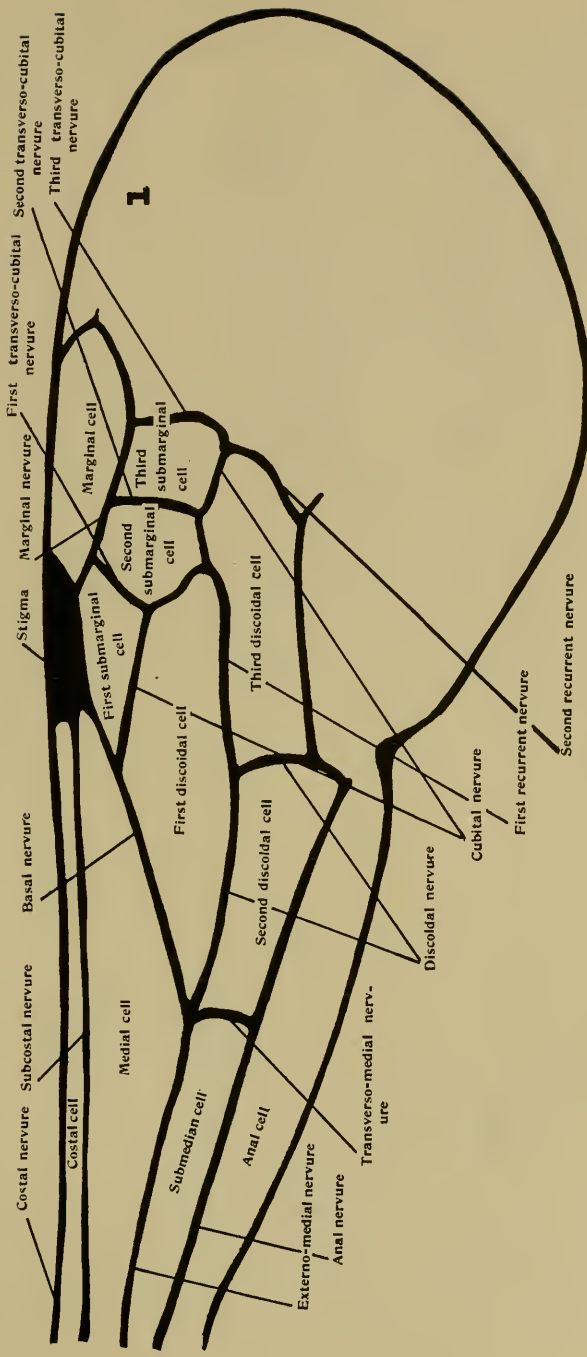 Costal nervure
Subcostal nervure
Basal nervure
Stigma
Marginal nervure
First transverso-cubital
nervure
Second transverso-cubital
nervure
Third transverso-cubital
nervure
1
Costal cell
Medial cell
First submarginal
cell
Marginal cell
Second
submarginal
cell
Third
submarginal
cell
First discoidal cell
Third discoidal cell
Submedian cell
Second discoidal cell
Anal cell
Externo-medial nervure
Anal nervure
Transverso-medial nerv-
ure
Discoidal nervure
Cubital nervure
First recurrent nervure
Second recurrent nervure